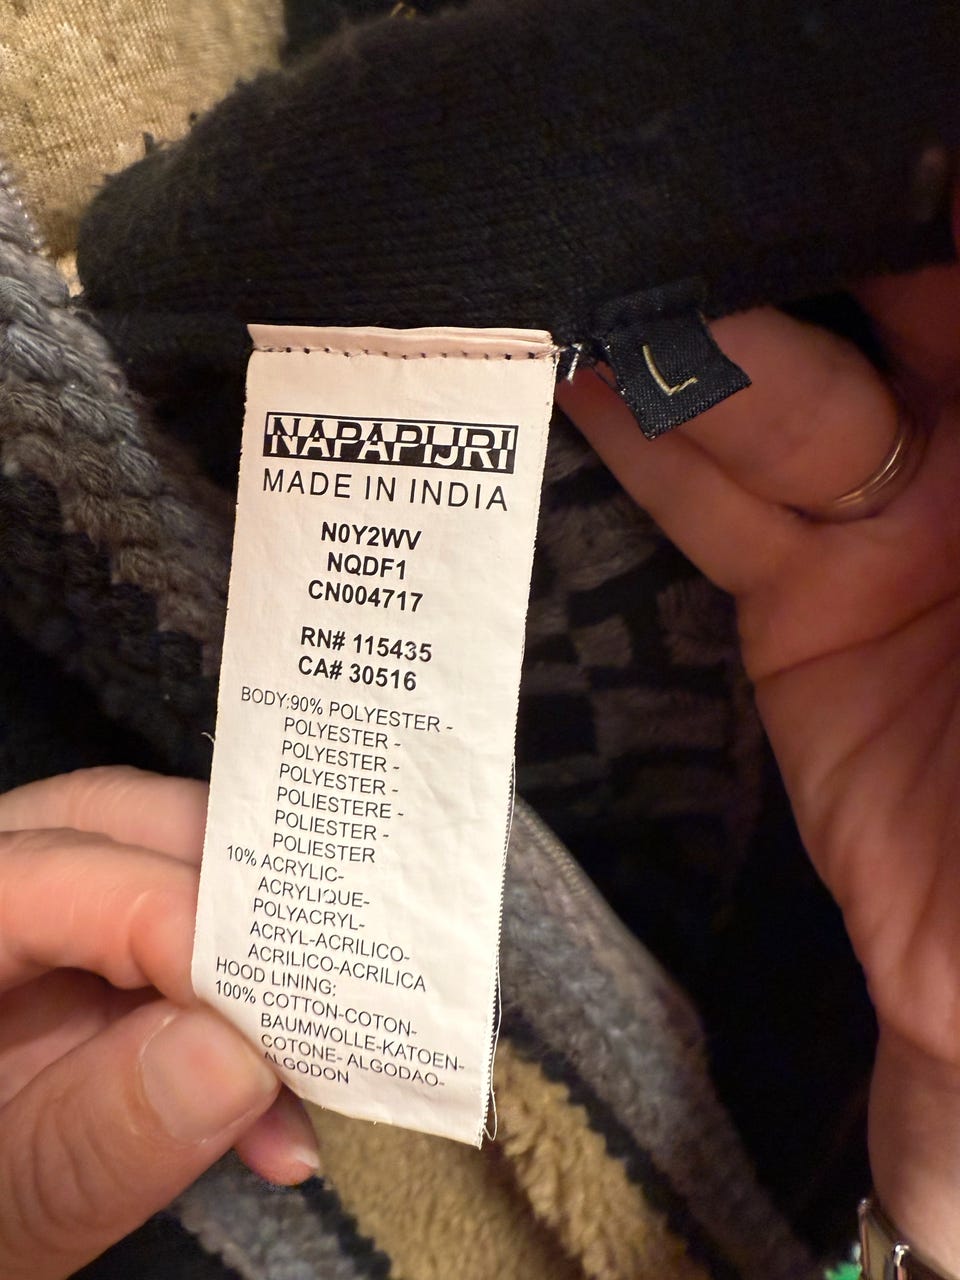 L
NAPAPIJRI
MADE IN INDIA
N0Y2WV
NQDF1
CN004717
RN# 115435
CA# 30516
BODY:90% POLYESTER -
POLYESTER -
POLYESTER -
POLYESTER -
POLIESTERE -
POLIESTER -
POLIESTER
10% ACRYLIC-
ACRYLIQUE-
POLYACRYL-
ACRYL-ACRILICO-
ACRILICO-ACRILICA
HOOD LINING:
100% COTTON-COTON-
BAUMWOLLE-KATOEN-
COTONE- ALGODAO-
ALGODON